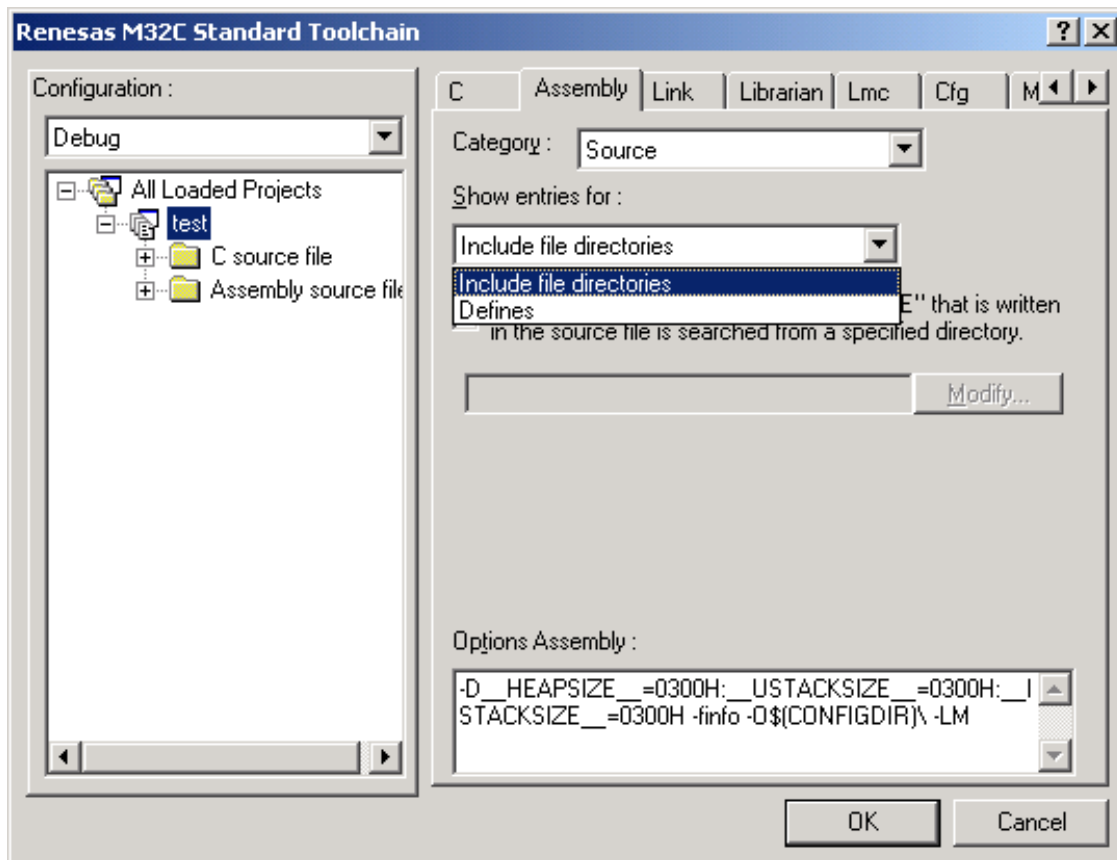 Renesas M32C Standard Toolchain
Configuration :
Debug
All Loaded Projects
test
C source file
Assembly source file
C Assembly Link Librarian Lmc Cfg M
Category : Source
Show entries for :
Include file directories
Include file directories
Defines
E" that is written
in the source file is searched from a specified directory.
Modify...
Options Assembly :
-D__HEAPSIZE__=0300H:__USTACKSIZE__=0300H:__I
STACKSIZE__=0300H -finfo -O$(CONFIGDIR)\ -LM
OK Cancel